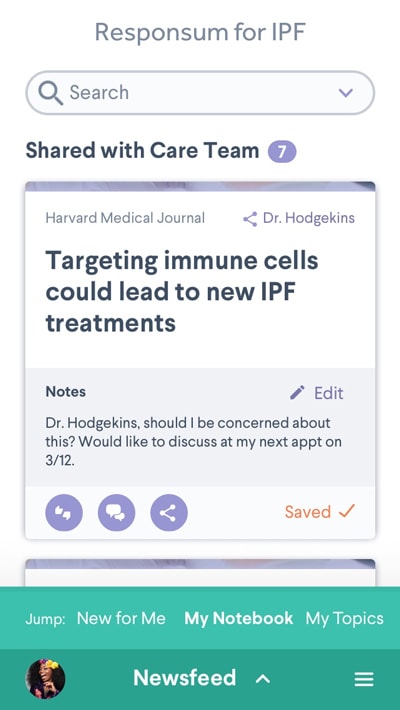 Responsum for IPF
Search
Shared with Care Team 7
Harvard Medical Journal
Dr. Hodgekins
Targeting immune cells
could lead to new IPF
treatments
Notes
Edit
Dr. Hodgekins, should I be concerned about
this? Would like to discuss at my next appt on
3/12.
Saved
Jump: New for Me My Notebook My Topics
Newsfeed